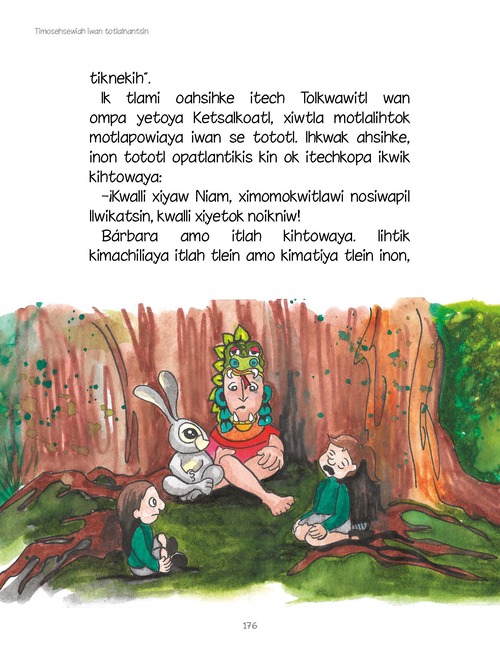 Timosehsewiah iwan totlalnantsin
tiknekih”.
Ik tlami oahsihke itech Tolkwawitl wan
ompa yetoya Ketsalkoatl, xiwtla motlalihtok
motlapowiaya iwan se tototl. Ihkwak ahsihke,
inon tototl opatlantikis kin ok itechkopa ikwik
kihtowaya:
–¡Kwalli xiyaw Niam, ximomokwitlawi nosiwapil
Ilwikatsin, kwalli xiyetok noikniw!
Bárbara amo itlah kihtowaya. Iihtik
kimachiliaya itlah tlein amo kimatiya tlein inon,
176